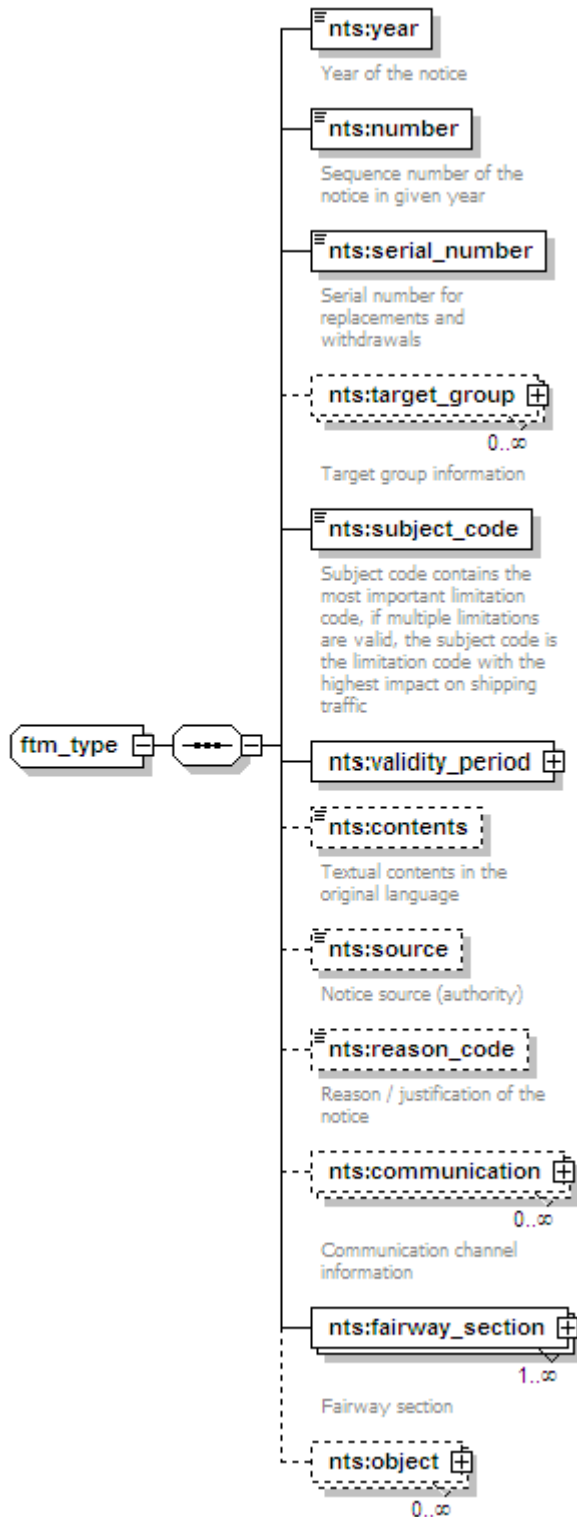 nts:year
Year of the notice
nts:number
Sequence number of the
notice in given year
nts:serial_number
Serial number for
replacements and
withdrawals
nts:target_group
0..∞
Target group information
nts:subject_code
Subject code contains the
most important limitation
code, if multiple limitations
are valid, the subject code is
the limitation code with the
highest impact on shipping
traffic
ftm_type
nts:validity_period
nts:contents
Textual contents in the
original language
nts:source
Notice source (authority)
nts:reason_code
Reason / justification of the
notice
nts:communication
0..∞
Communication channel
information
nts:fairway_section
1..∞
Fairway section
nts:object
0..∞